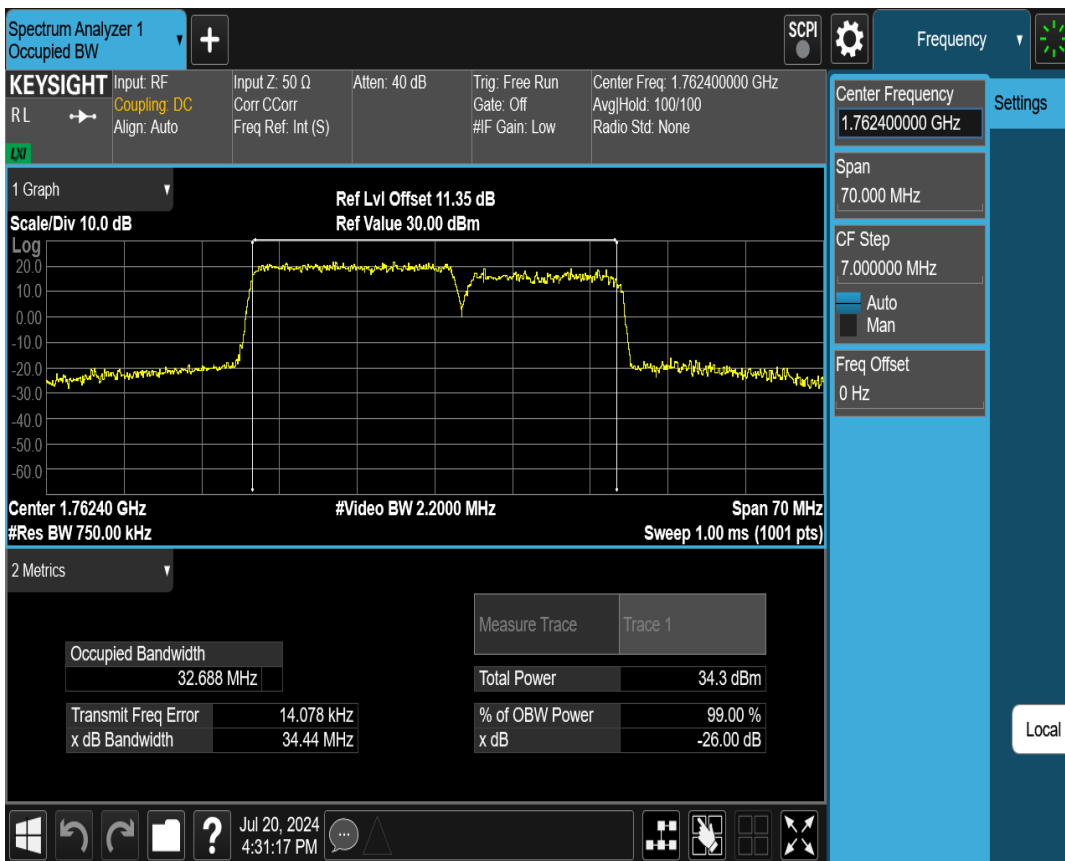 Spectrum Analyzer 1
Occupied BW
+
SCPI
Frequency
KEYSIGHT
RL
LXI
Input: RF
Coupling: DC
Align: Auto
Input Z: 50 Ω
Corr CCorr
Freq Ref: Int (S)
Atten: 40 dB
Trig: Free Run
Gate: Off
#IF Gain: Low
Center Freq: 1.762400000 GHz
Avg|Hold: 100/100
Radio Std: None
Center Frequency
1.762400000 GHz
Settings
Span
70.000 MHz
CF Step
7.000000 MHz
Auto
Man
Freq Offset
0 Hz
1 Graph
Scale/Div 10.0 dB
Ref Lvl Offset 11.35 dB
Ref Value 30.00 dBm
Log
20.0
10.0
0.00
-10.0
-20.0
-30.0
-40.0
-50.0
-60.0
Center 1.76240 GHz
#Video BW 2.2000 MHz
Span 70 MHz
#Res BW 750.00 kHz
Sweep 1.00 ms (1001 pts)
2 Metrics
Measure Trace
Trace 1
Occupied Bandwidth
32.688 MHz
Total Power
34.3 dBm
Transmit Freq Error
14.078 kHz
% of OBW Power
99.00 %
x dB Bandwidth
34.44 MHz
x dB
-26.00 dB
Local
?
Jul 20, 2024
4:31:17 PM